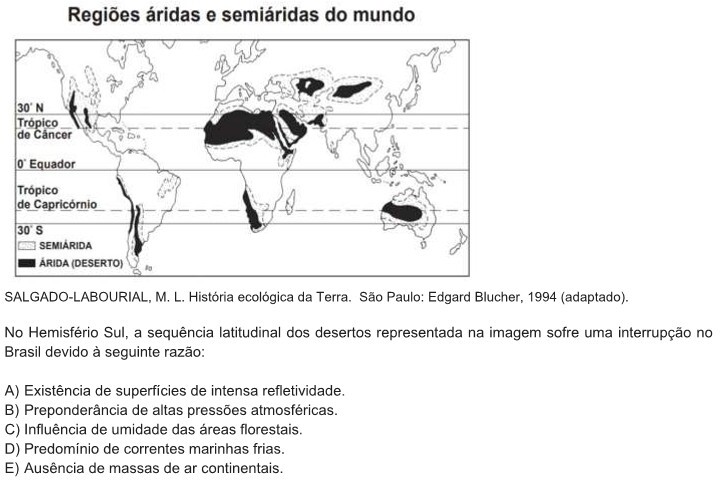 Regiões áridas e semiáridas do mundo
30° N
Trópico
de Câncer
0° Equador
Trópico
de Capricórnio
30° S
SEMIÁRIDA
ÁRIDA (DESERTO)
SALGADO-LABOURIAL, M. L. História ecológica da Terra. São Paulo: Edgard Blucher, 1994 (adaptado).
No Hemisfério Sul, a sequência latitudinal dos desertos representada na imagem sofre uma interrupção no
Brasil devido à seguinte razão:
A) Existência de superfícies de intensa refletividade.
B) Preponderância de altas pressões atmosféricas.
C) Influência de umidade das áreas florestais.
D) Predomínio de correntes marinhas frias.
E) Ausência de massas de ar continentais.